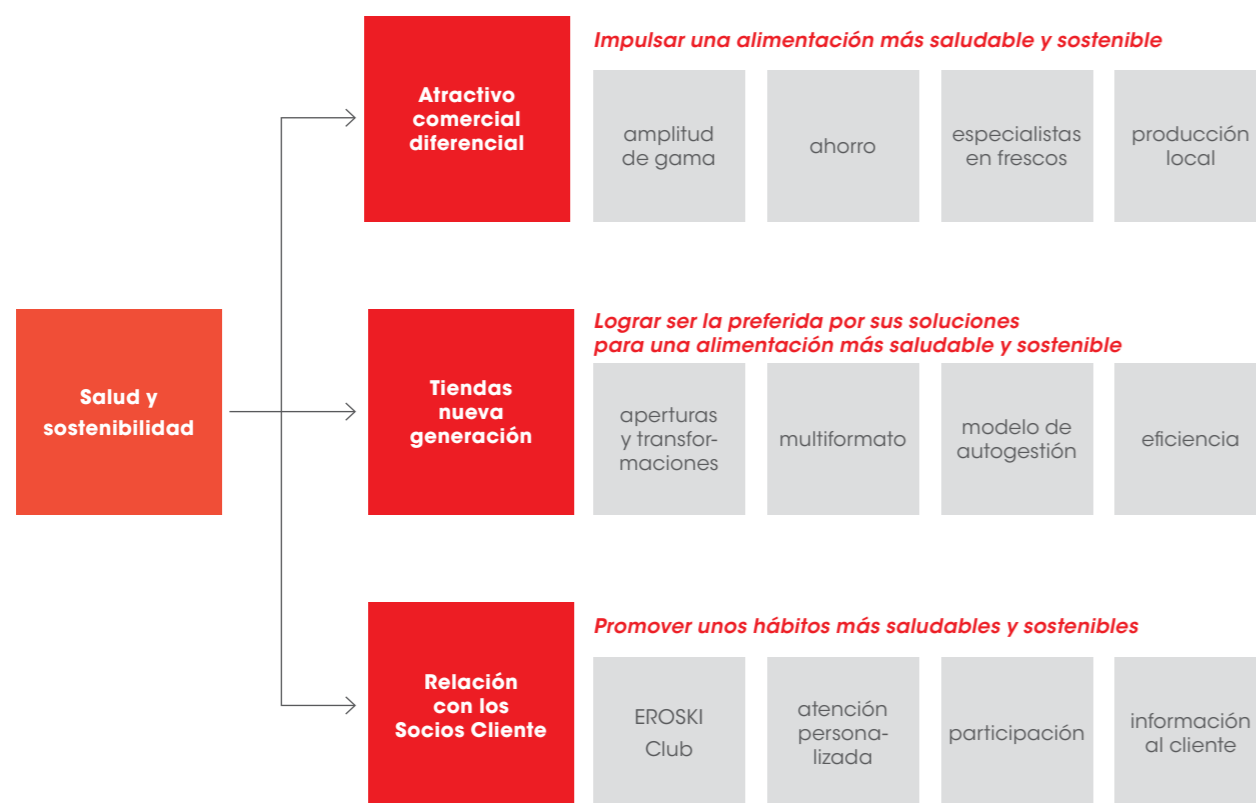 Salud y
sostenibilidad
Atractivo
comercial
diferencial
Impulsar una alimentación más saludable y sostenible
amplitud
de gama
ahorro
especialistas
en frescos
producción
local
Tiendas
nueva
generación
Lograr ser la preferida por sus soluciones
para una alimentación más saludable y sostenible
aperturas
y transfor-
maciones
multiformato
modelo de
autogestión
eficiencia
Relación
con los
Socios Cliente
Promover unos hábitos más saludables y sostenibles
EROSKI
Club
atención
persona-
lizada
participación
información
al cliente